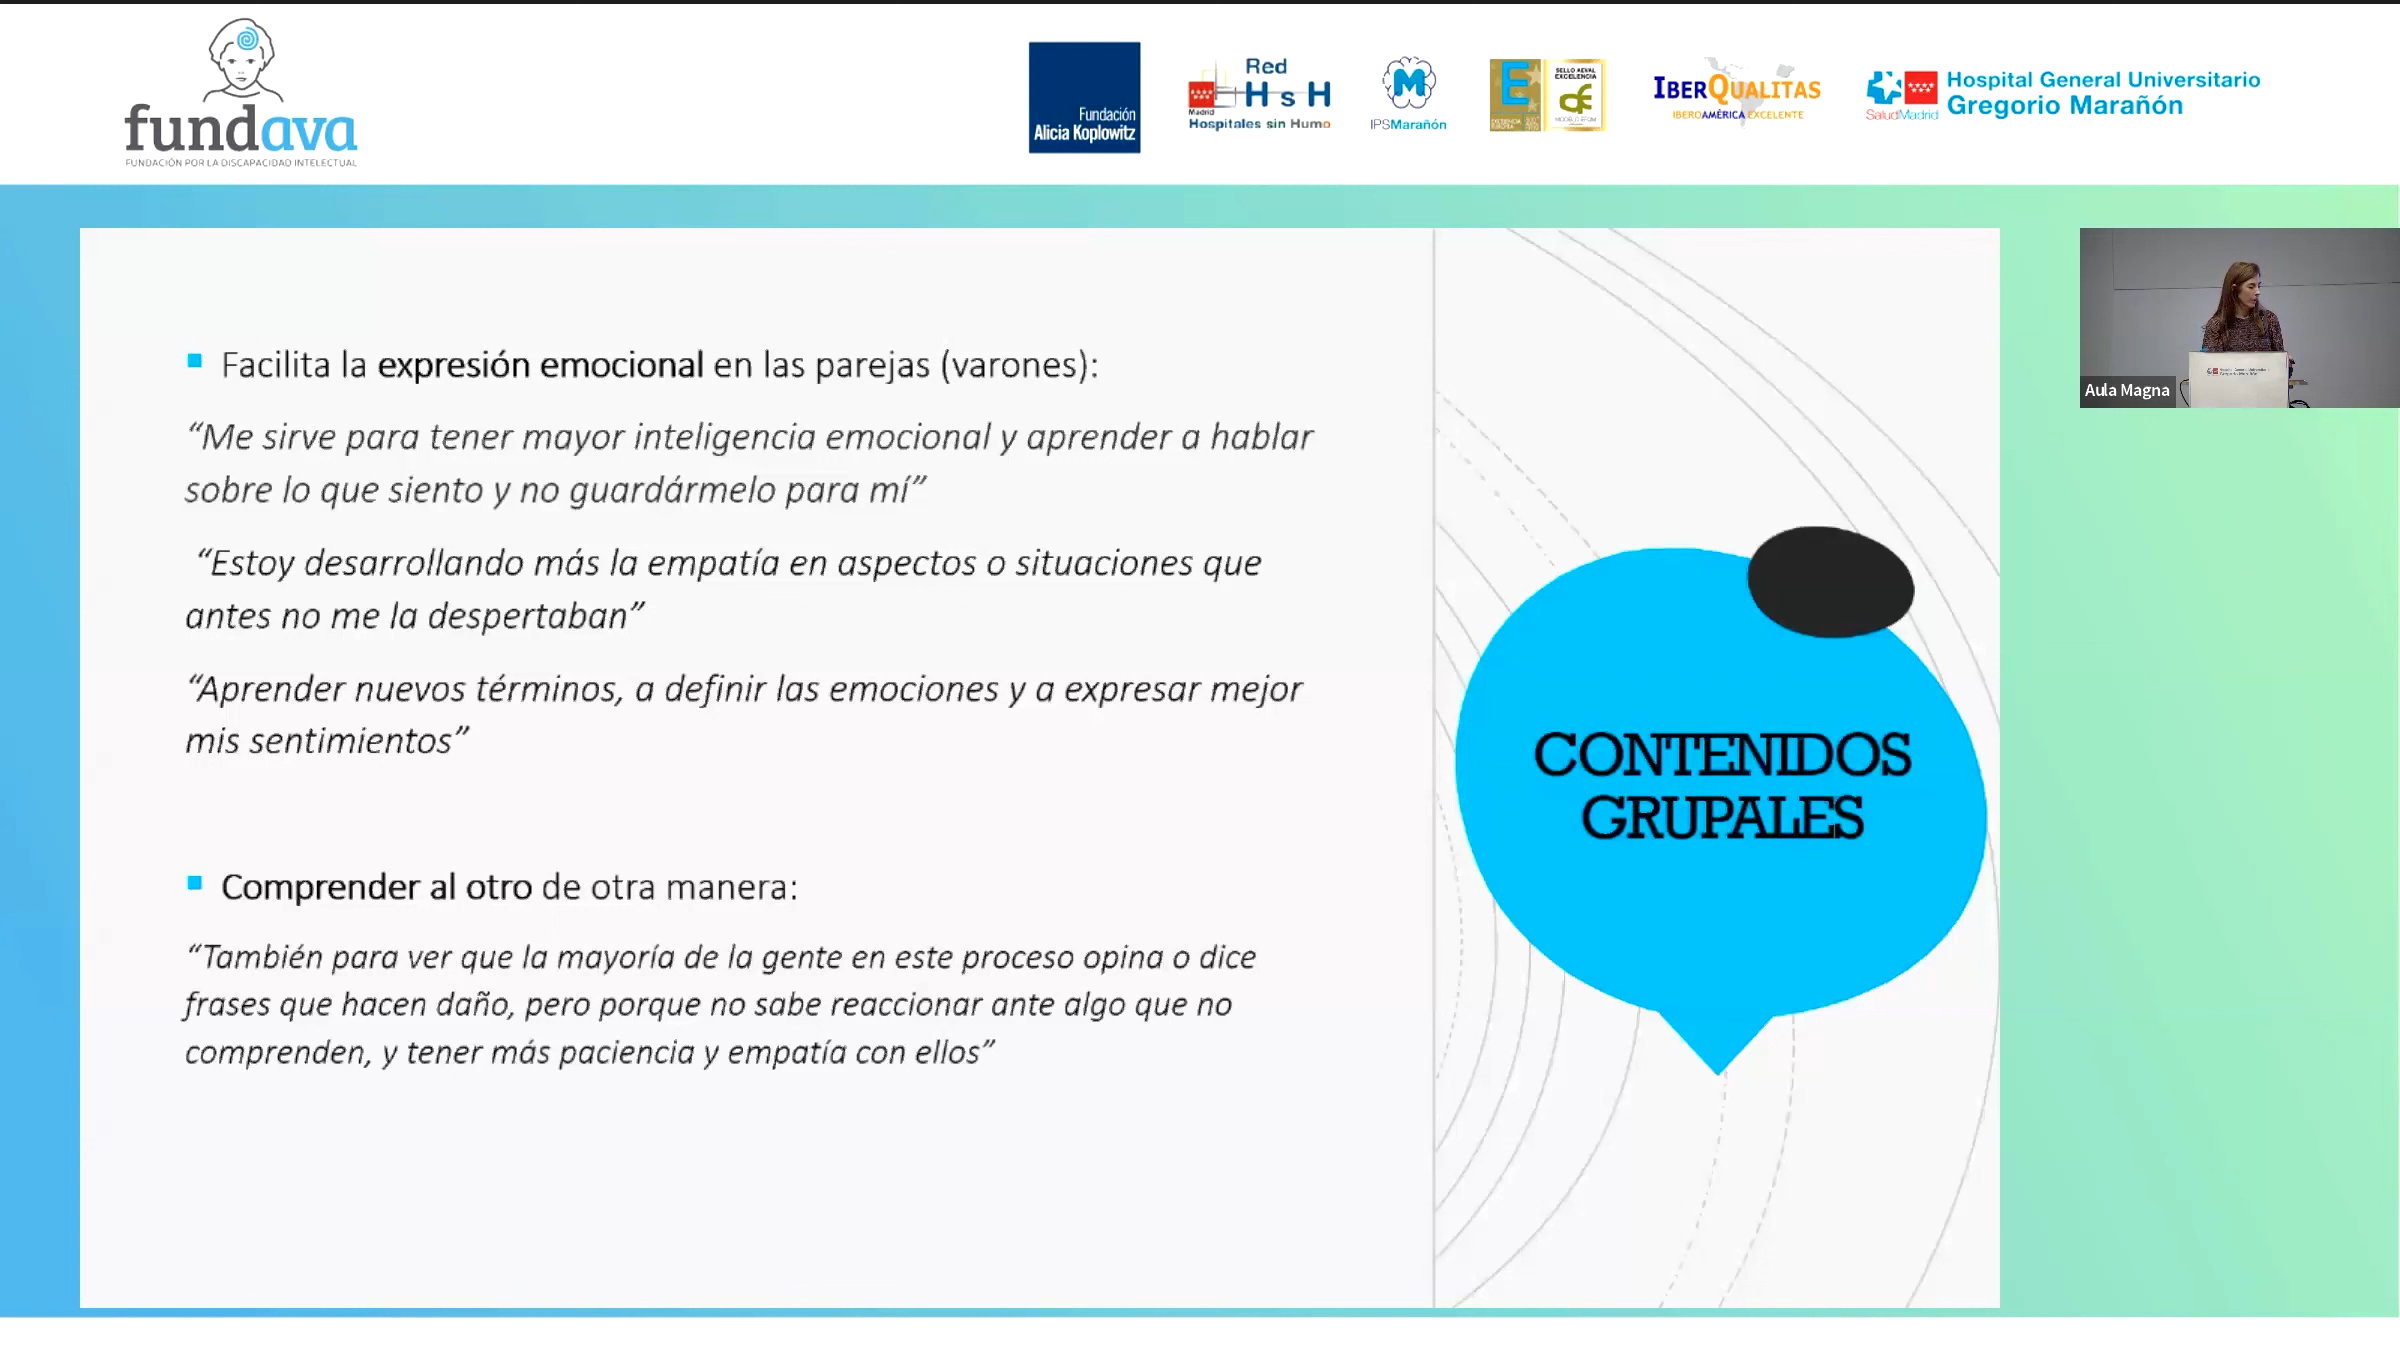 fundava
FUNDACIÓN POR LA DISCAPACIDAD INTELECTUAL
Fundación
Alicia Koplowitz
Red
H s H
Madrid
Hospitales sin Humo
M
IPSMarañón
E
SELLO AEVAL
EXCELENCIA
IBERQUALITAS
IBEROAMÉRICA EXCELENTE
SaludMadrid
Hospital General Universitario
Gregorio Marañón
Facilita la expresión emocional en las parejas (varones):
“Me sirve para tener mayor inteligencia emocional y aprender a hablar
sobre lo que siento y no guardármelo para mí”
“Estoy desarrollando más la empatía en aspectos o situaciones que
antes no me la despertaban”
“Aprender nuevos términos, a definir las emociones y a expresar mejor
mis sentimientos”
Comprender al otro de otra manera:
“También para ver que la mayoría de la gente en este proceso opina o dice
frases que hacen daño, pero porque no sabe reaccionar ante algo que no
comprenden, y tener más paciencia y empatía con ellos”
CONTENIDOS
GRUPALES
Aula Magna